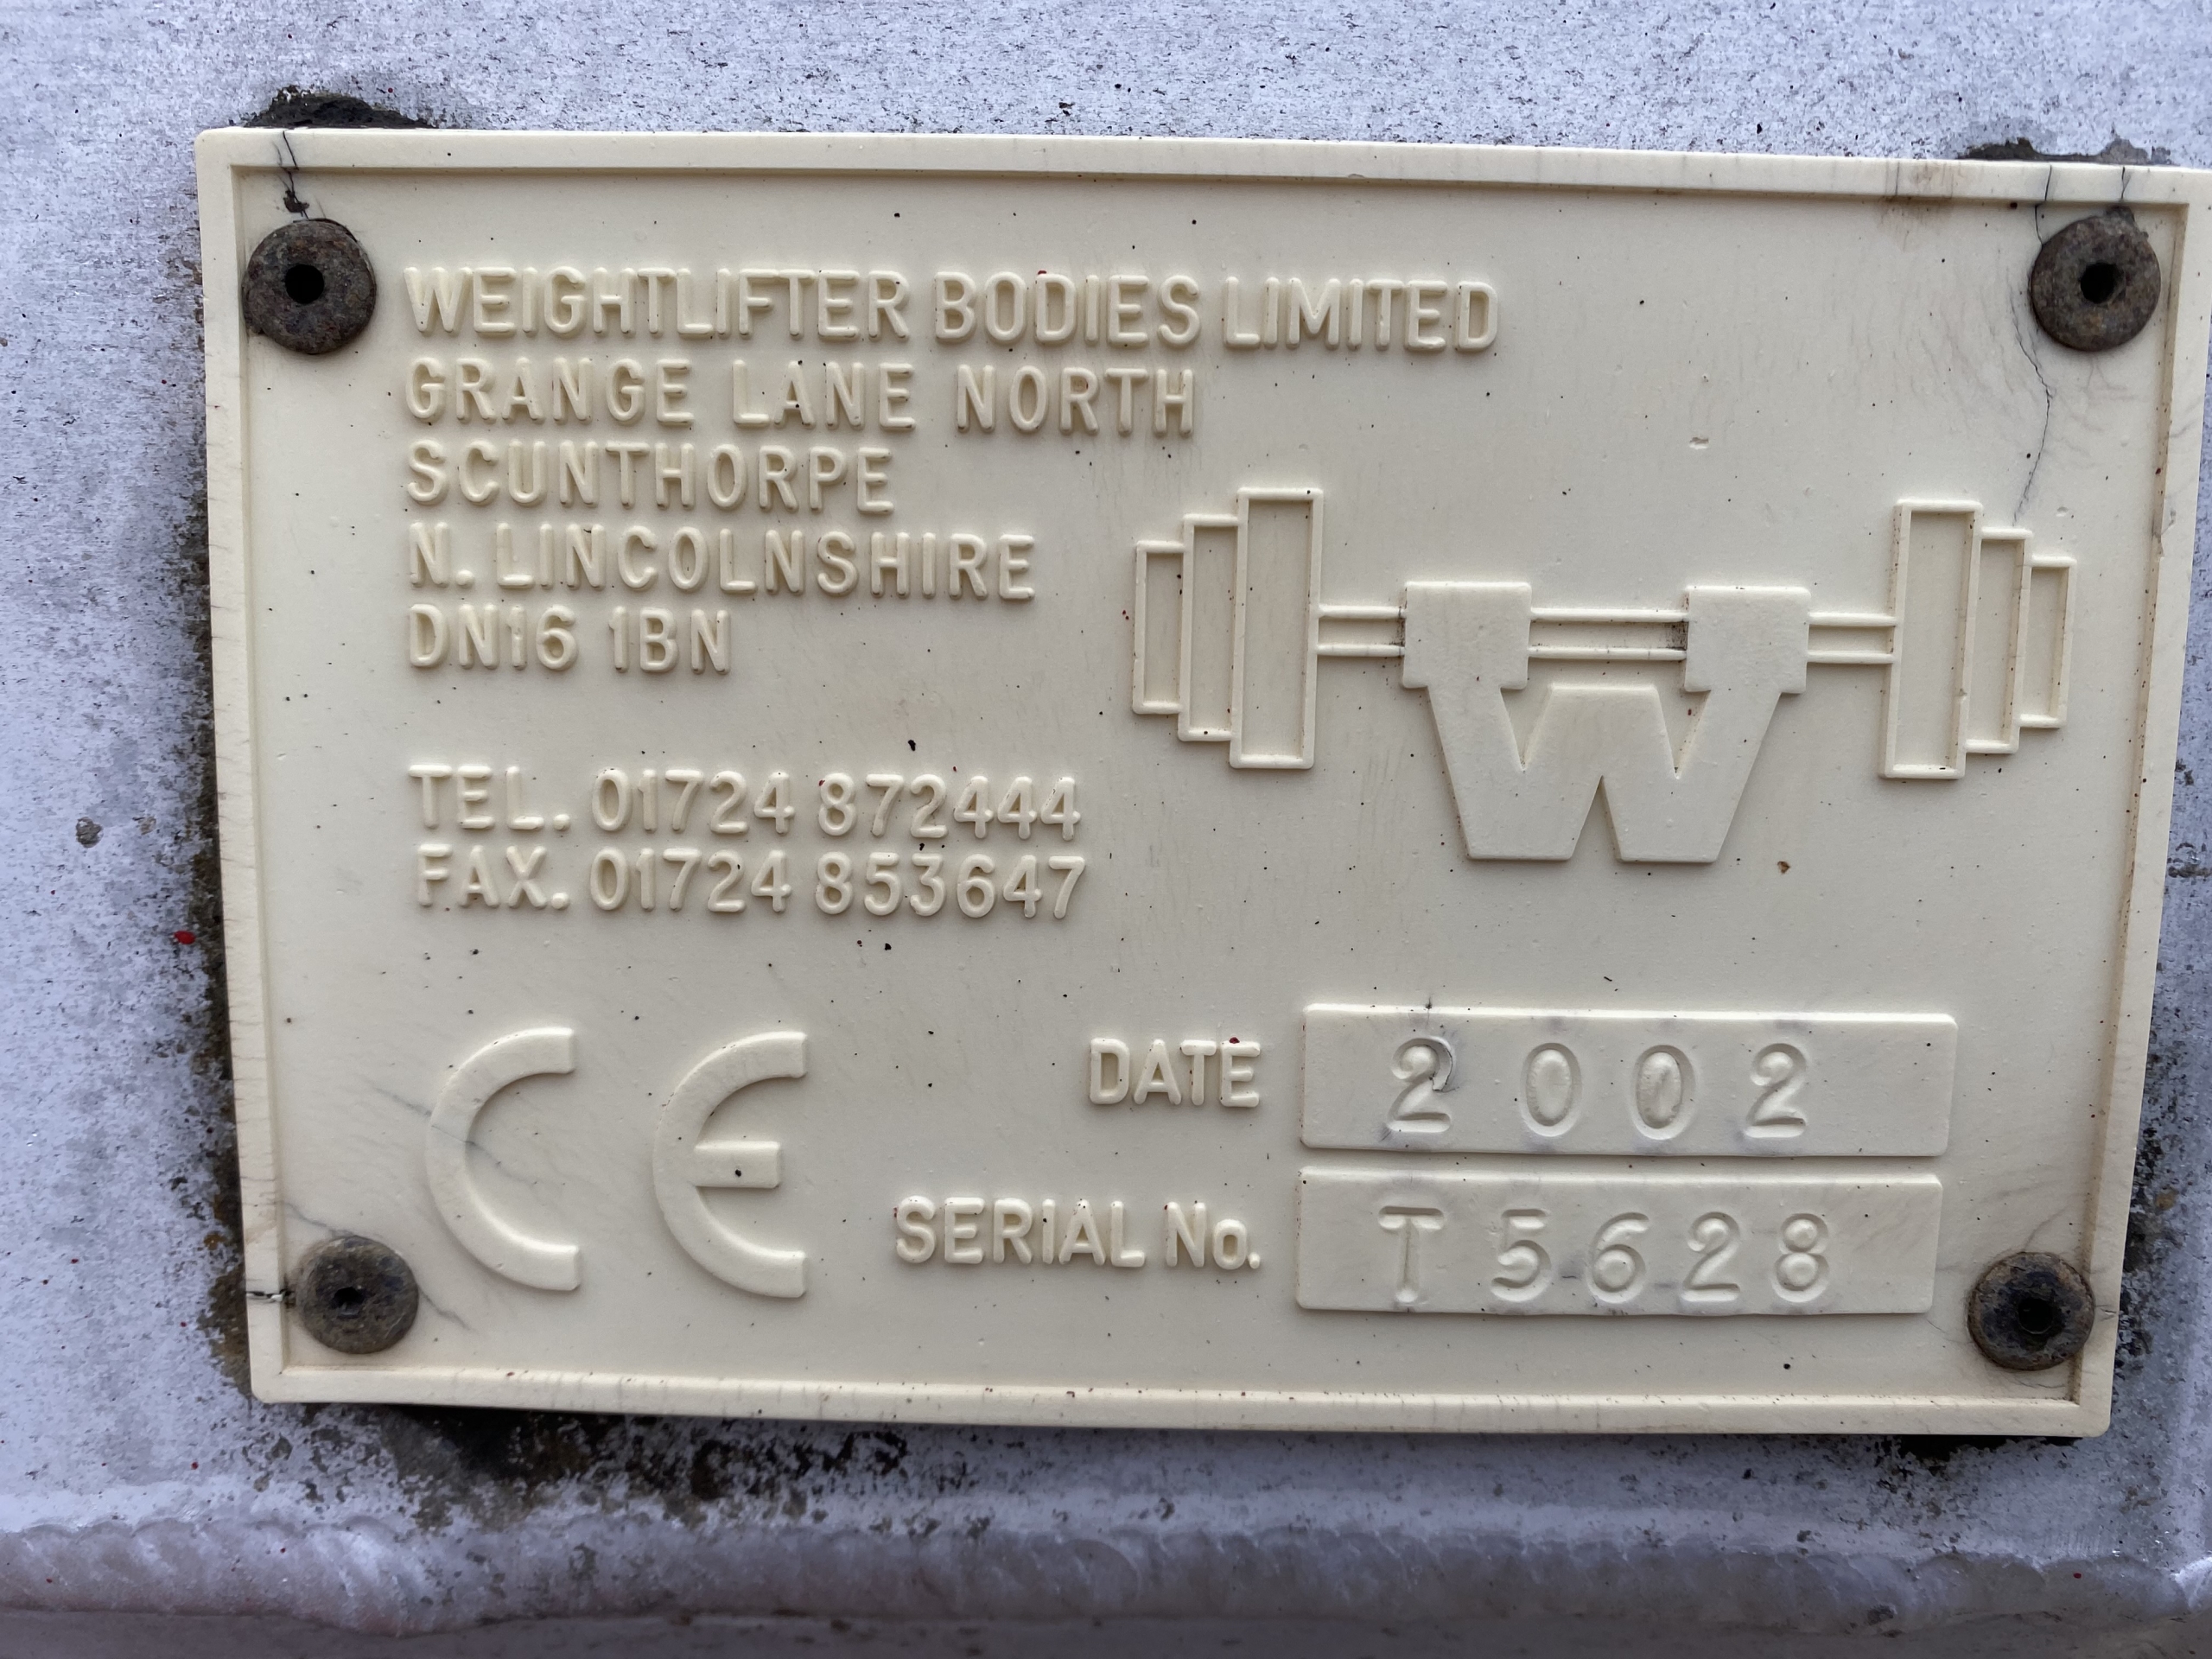 WEIGHTLIFTER BODIES LIMITED
GRANGE LANE NORTH
SCUNTHORPE
N. LINCOLNSHIRE
DN16 1BN
W
TEL. 01724 872444
FAX. 01724 853647
CE
DATE 2002
SERIAL No. T5628